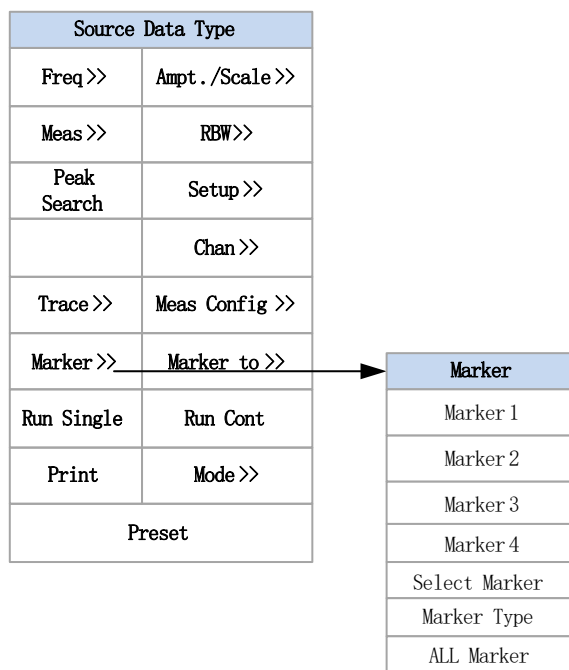 Source Data Type
Freq>> Ampt./Scale>>
Meas>> RBW>>
Peak
Search
Setup>>
Chan>>
Trace>> Meas Config >>
Marker>> Marker to >>
Run Single Run Cont
Print Mode>>
Preset
Marker
Marker 1
Marker 2
Marker 3
Marker 4
Select Marker
Marker Type
ALL Marker